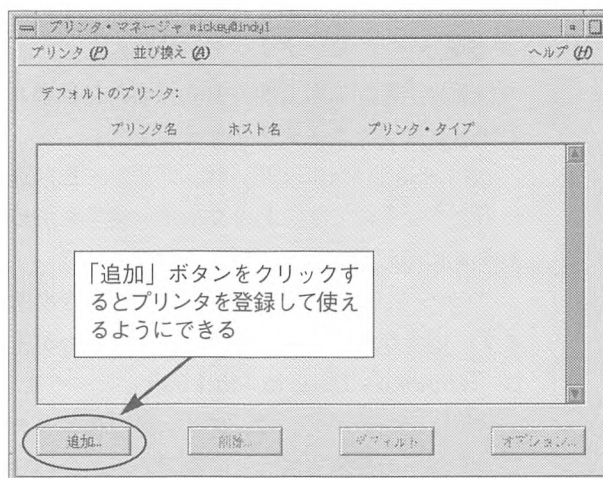 プリンタ・マネージャ mickey@indy1
プリンタ(P) 並び換え(A) ヘルプ(H)
デフォルトのプリンタ:
プリンタ名 ホスト名 プリンタ・タイプ
「追加」ボタンをクリックす
るとプリンタを登録して使え
るようにできる
追加... 削除... デフォルト オプション...